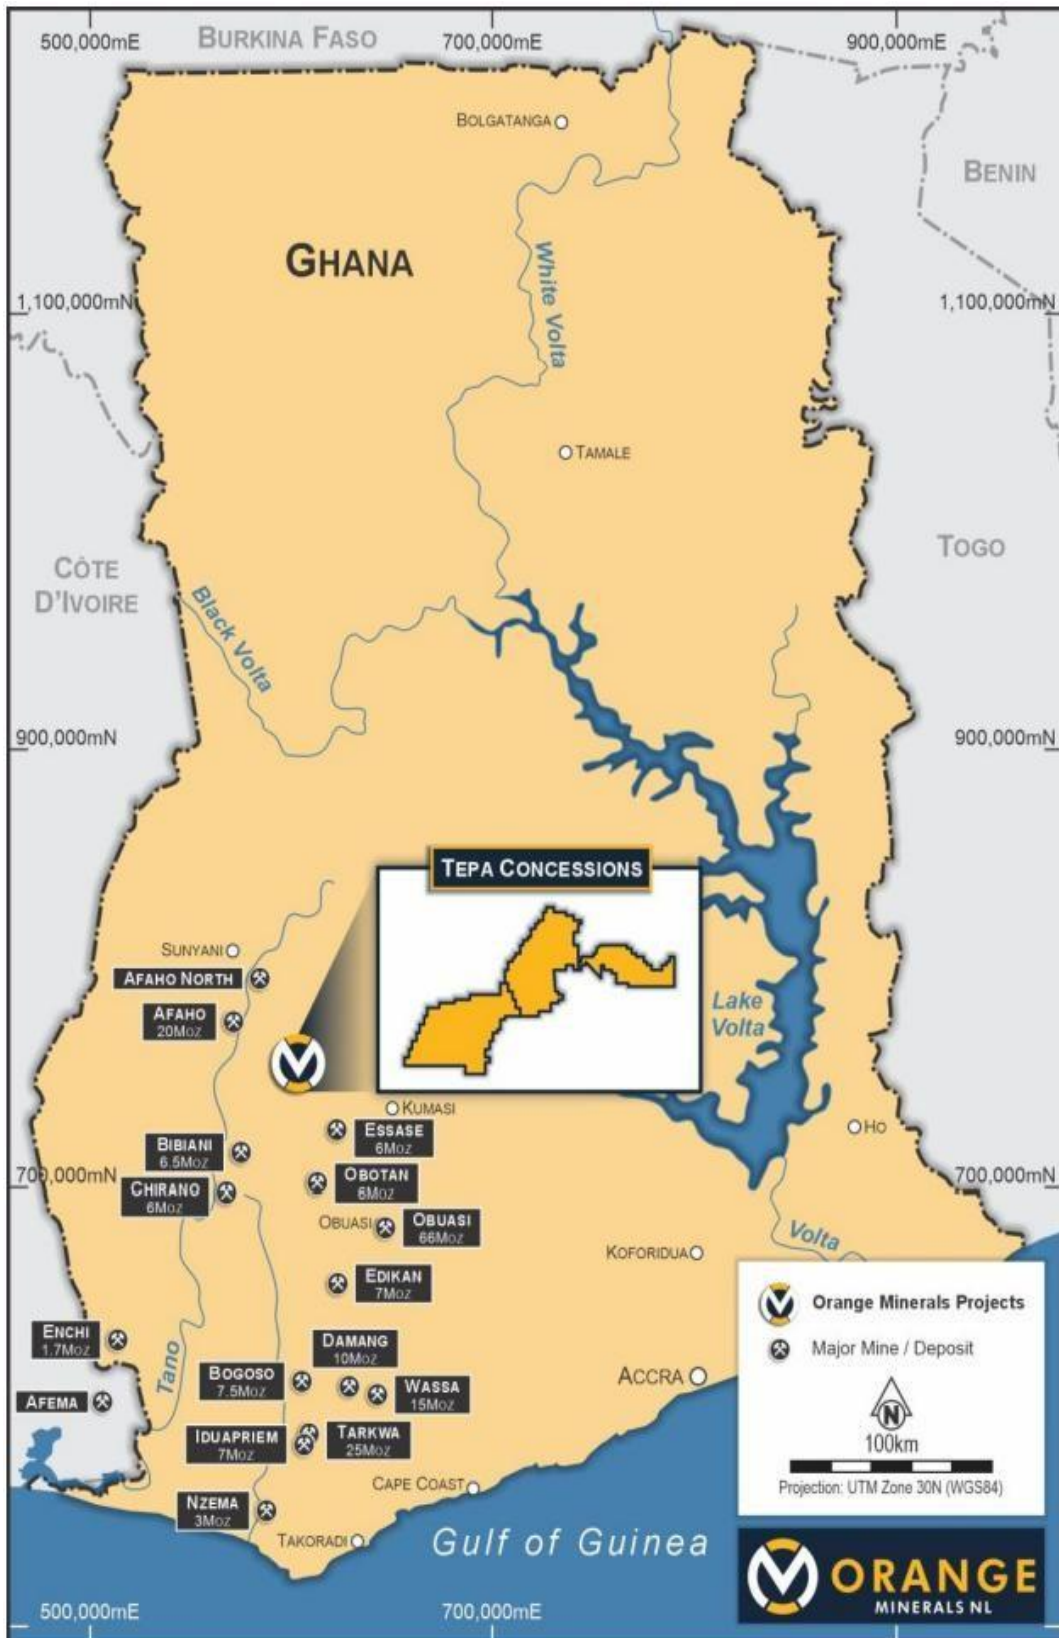 500,000mE
BURKINA FASO
700,000mE
900,000mE
BOLGATANGA
BENIN
GHANA
White Volta
1,100,000mN
1,100,000mN
TAMALE
CÔTE
D'IVOIRE
TOGO
Black Volta
900,000mN
900,000mN
TEPA CONCESSIONS
SUNYANI
AFAHO NORTH
AFAHO
20MOZ
Lake
Volta
KUMASI
ESSASE
6MOZ
HO
BIBIANI
6.5MOZ
700,000mN
700,000mN
CHIRANO
6MOZ
OBOTAN
6MOZ
OBUASI
OBUASI
66MOZ
Volta
KOFORIDUA
EDIKAN
7MOZ
ENCHI
1.7MOZ
Tano
DAMANG
10MOZ
BOGOSO
7.5MOZ
WASSA
15MOZ
ACCRA
AFEMA
IDUAPRIEM
7MOZ
TARKWA
25MOZ
CAPE COAST
NZEMA
3MOZ
TAKORADI
Gulf of Guinea
Orange Minerals Projects
Major Mine / Deposit
N
100km
Projection: UTM Zone 30N (WGS84)
ORANGE
MINERALS NL
500,000mE
700,000mE